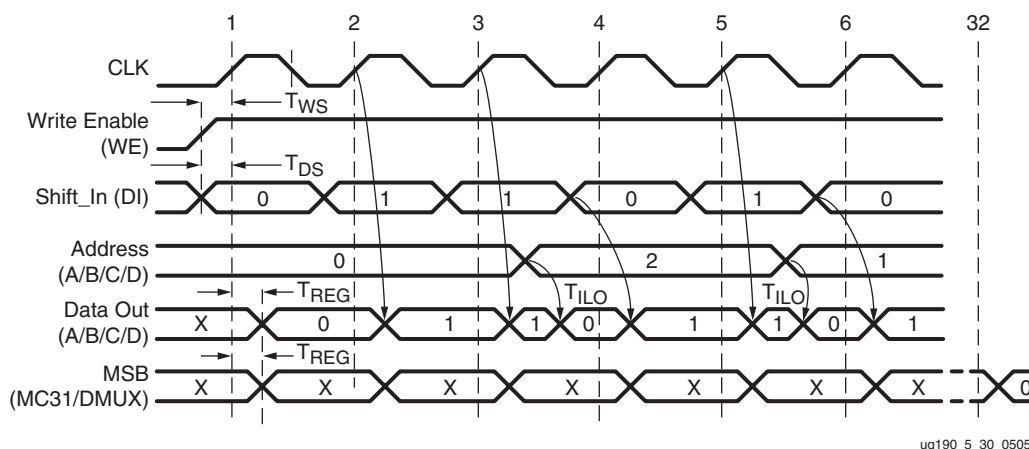 1 2 3 4 5 6 32
CLK
T_WS
Write Enable
(WE)
T_DS
Shift_In (DI) 0 1 1 0 1 0
Address
(A/B/C/D) 0 2 1
T_REG T_ILO T_ILO
Data Out
(A/B/C/D) X 0 1 1 0 1 1 0 1
T_REG
MSB
(MC31/DMUX) X X X X X X X 0
ug190_5_30_0505